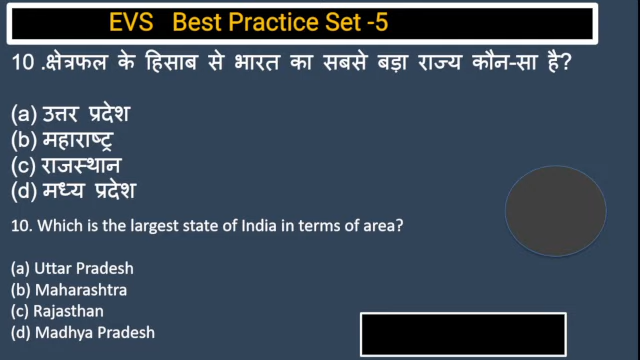 EVS Best Practice Set -5
10 .क्षेत्रफल के हिसाब से भारत का सबसे बड़ा राज्य कौन-सा है?
(a) उत्तर प्रदेश
(b) महाराष्ट्र
(c) राजस्थान
(d) मध्य प्रदेश
10. Which is the largest state of India in terms of area?
(a) Uttar Pradesh
(b) Maharashtra
(c) Rajasthan
(d) Madhya Pradesh